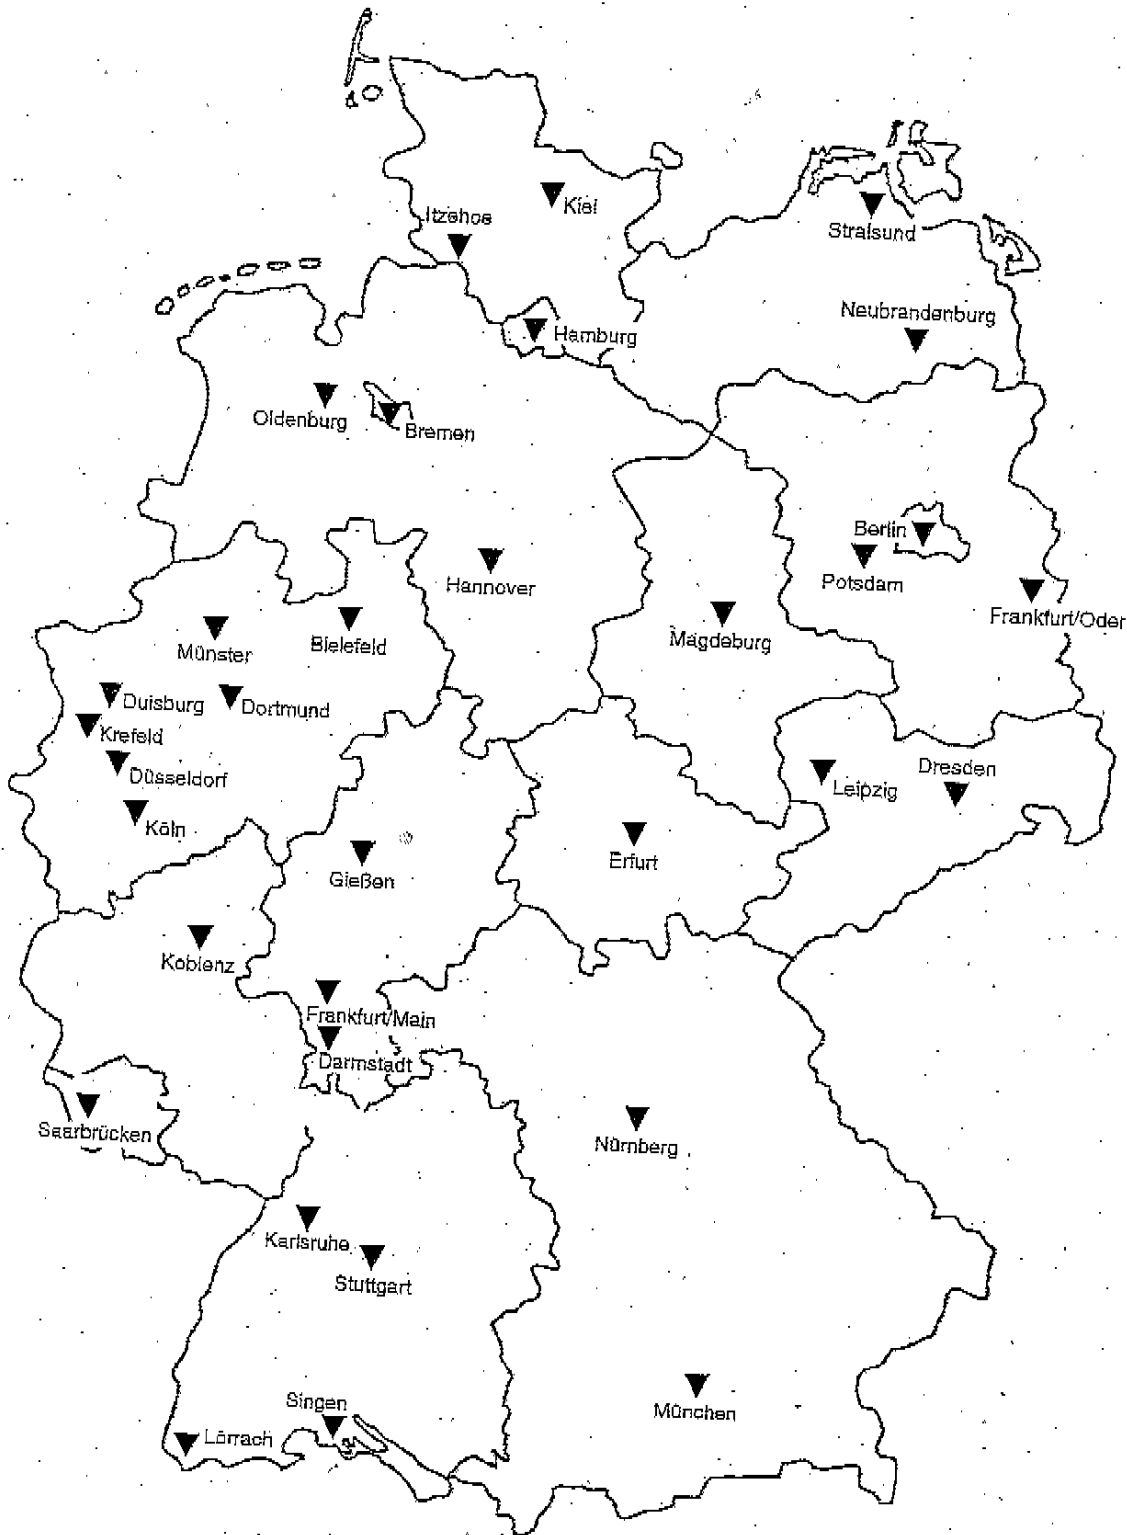 Itzehoe
Kiel
Stralsund
Hamburg
Neubrandenburg
Oldenburg
Bremen
Berlin
Hannover
Potsdam
Frankfurt/Oder
Münster
Bielefeld
Magdeburg
Duisburg
Dortmund
Krefeld
Düsseldorf
Leipzig
Dresden
Köln
Gießen
Erfurt
Koblenz
Frankfurt/Main
Darmstadt
Saarbrücken
Nürnberg
Karlsruhe
Stuttgart
Singen
München
Lörrach